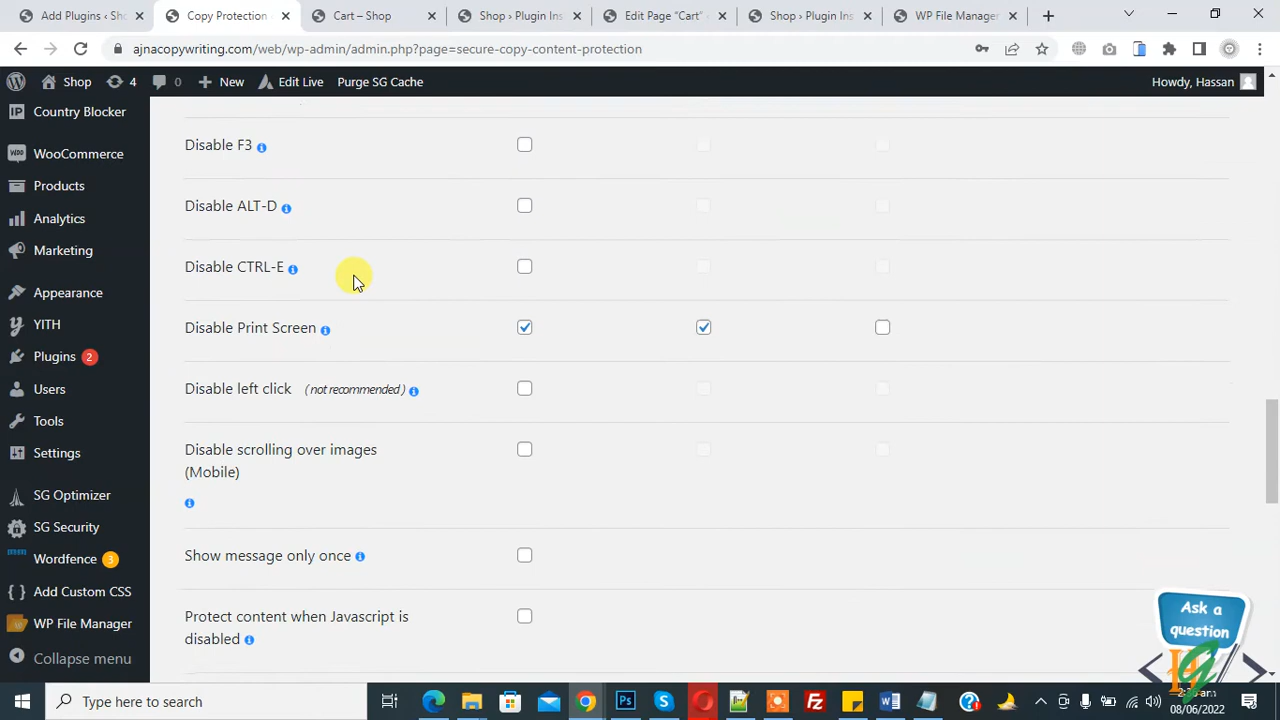 Add Plugins ‹ Sho
Copy Protection
Cart – Shop
Shop › Plugin Ins
Edit Page “Cart” ‹
Shop › Plugin Ins
WP File Manager
ajnacopywriting.com/web/wp-admin/admin.php?page=secure-copy-content-protection
Shop
4
0
New
Edit Live
Purge SG Cache
Howdy, Hassan
IP Country Blocker
WooCommerce
Products
Analytics
Marketing
Appearance
YITH
Plugins 2
Users
Tools
Settings
SG Optimizer
SG Security
Wordfence 3
Add Custom CSS
WP File Manager
Collapse menu
Disable F3
Disable ALT-D
Disable CTRL-E
Disable Print Screen
Disable left click ( not recommended )
Disable scrolling over images
(Mobile)
Show message only once
Protect content when Javascript is
disabled
Ask a
question
Type here to search
08/06/2022